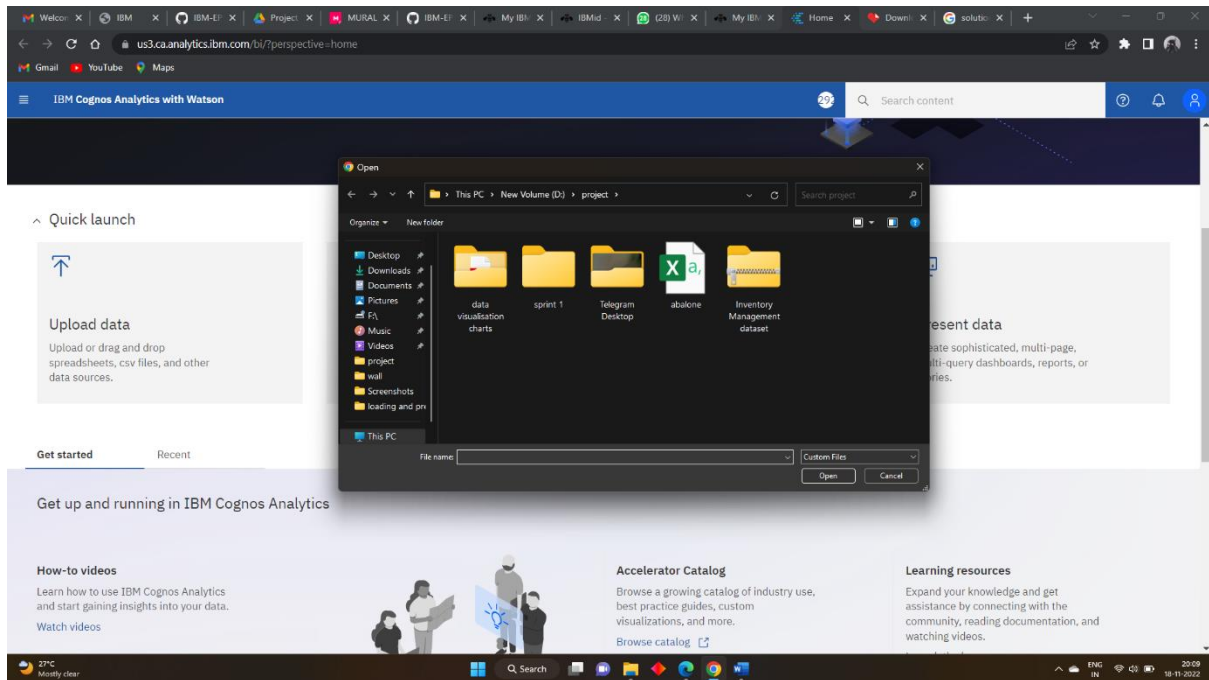 Welcon
IBM
IBM-EP
Project
MURAL
IBM-EF
My IBM
IBMid -
(28) W
My IBM
Home
Downl
solutio
us3.ca.analytics.ibm.com/bi/?perspective=home
Gmail
YouTube
Maps
IBM Cognos Analytics with Watson
292
Search content
Open
This PC › New Volume (D:) › project ›
Search project
Organize
New folder
Desktop
Downloads
Documents
Pictures
F:\
Music
Videos
project
wall
Screenshots
loading and pre
This PC
data
visualisation
charts
sprint 1
Telegram
Desktop
abalone
Inventory
Management
dataset
File name:
Custom Files
Open
Cancel
Quick launch
Upload data
Upload or drag and drop
spreadsheets, csv files, and other
data sources.
resent data
eate sophisticated, multi-page,
lti-query dashboards, reports, or
ries.
Get started
Recent
Get up and running in IBM Cognos Analytics
How-to videos
Learn how to use IBM Cognos Analytics
and start gaining insights into your data.
Watch videos
Accelerator Catalog
Browse a growing catalog of industry use,
best practice guides, custom
visualizations, and more.
Browse catalog
Learning resources
Expand your knowledge and get
assistance by connecting with the
community, reading documentation, and
watching videos.
27°C
Mostly clear
Search
ENG
IN
20:09
18-11-2022